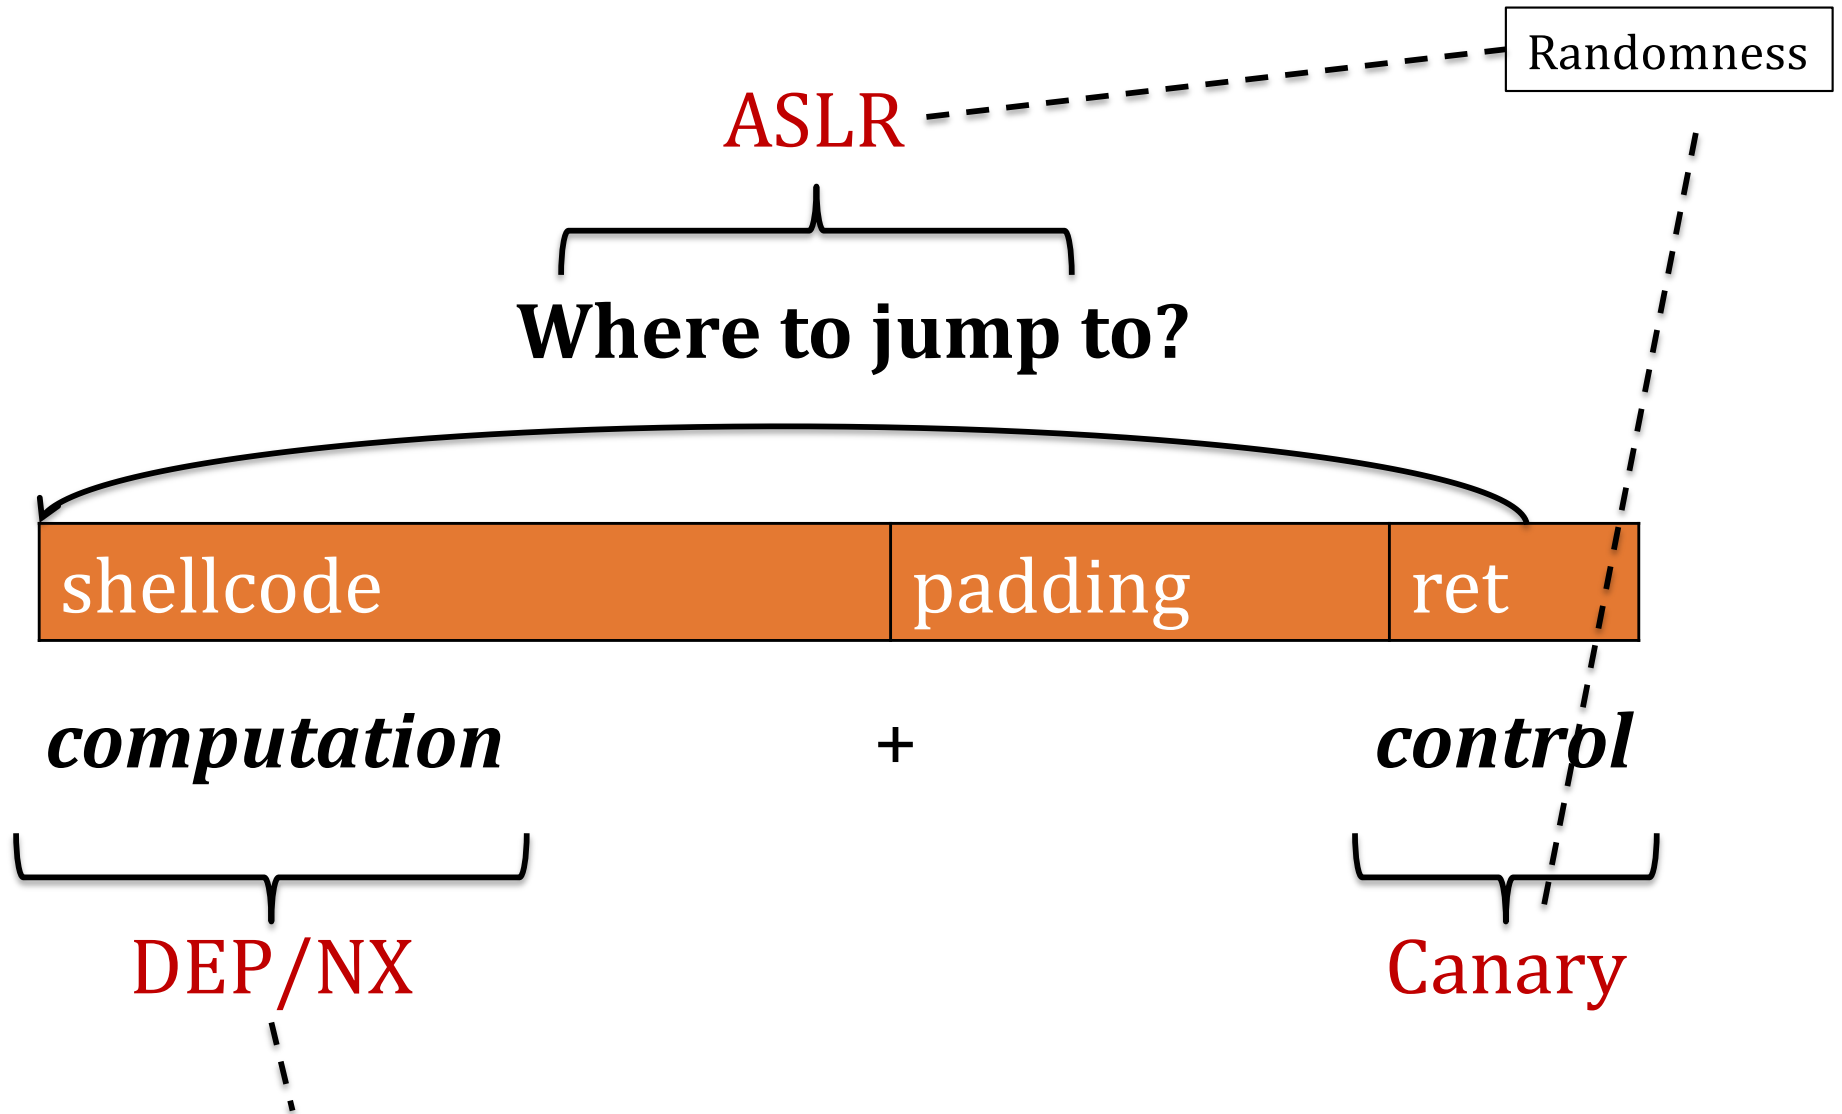 Randomness
ASLR
Where to jump to?
shellcode padding ret
computation + control
DEP/NX Canary